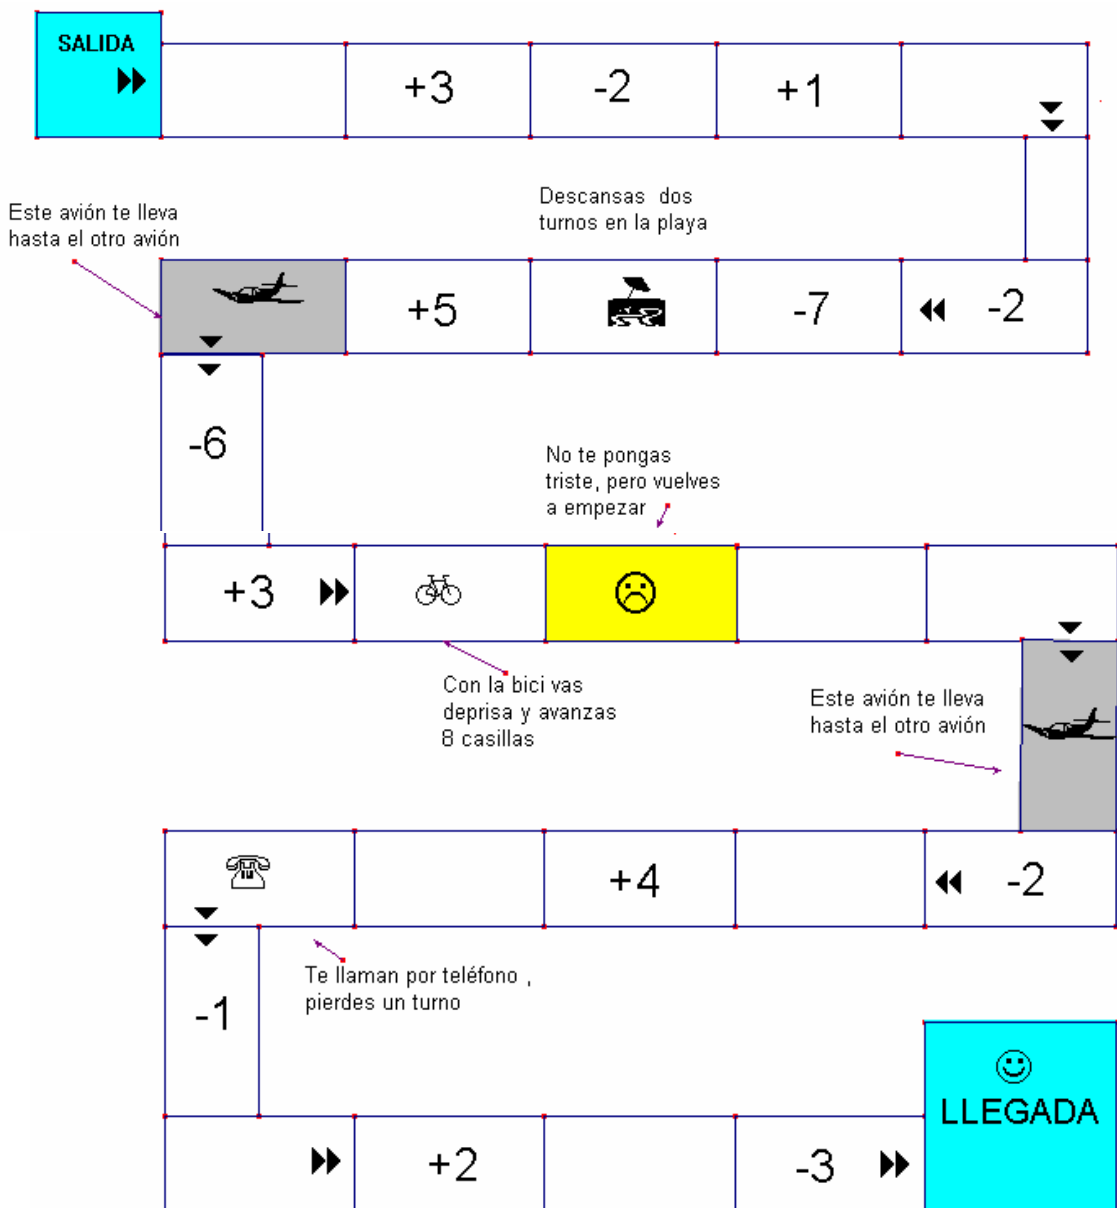 SALIDA
+3
-2
+1
Descansas dos
turnos en la playa
Este avión te lleva
hasta el otro avión
+5
-7
-2
-6
No te pongas
triste, pero vuelves
a empezar
+3
Con la bici vas
deprisa y avanzas
8 casillas
Este avión te lleva
hasta el otro avión
+4
-2
Te llaman por teléfono ,
pierdes un turno
-1
LLEGADA
+2
-3